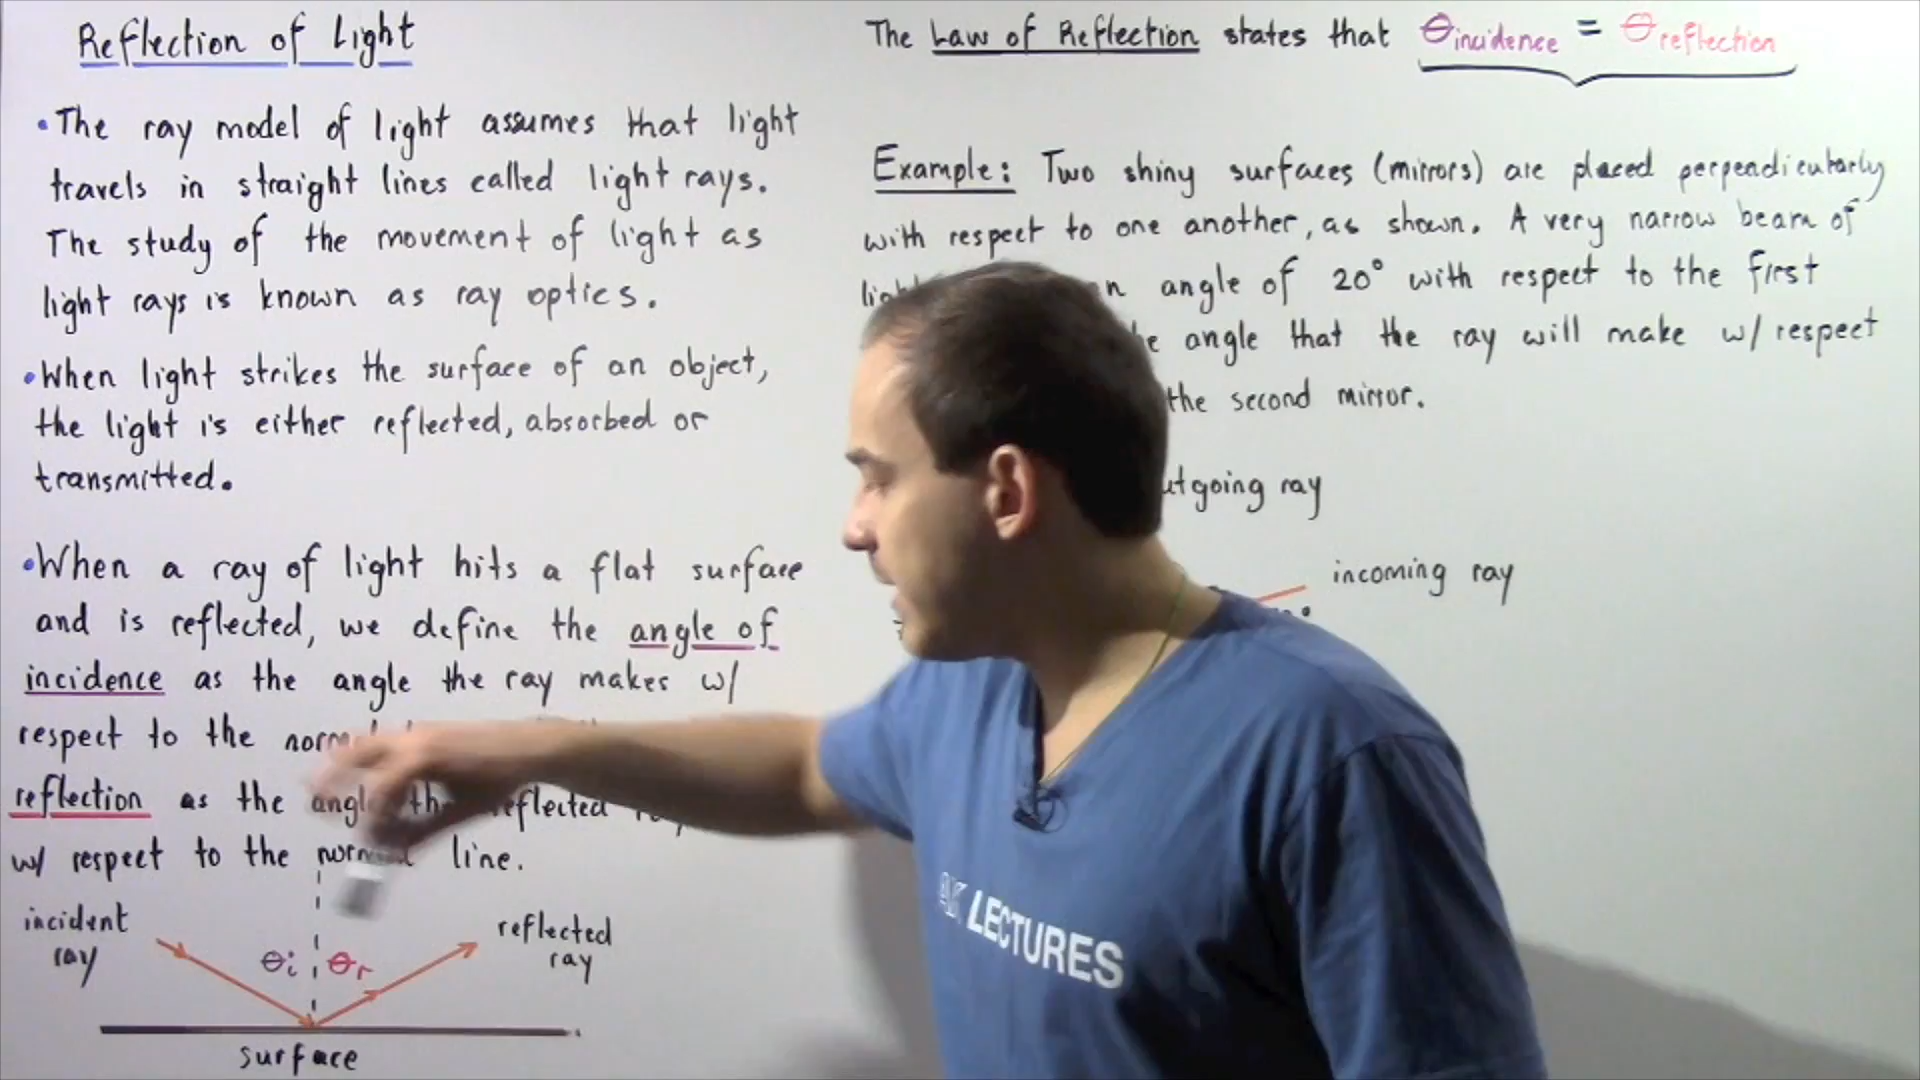 Reflection of Light
• The ray model of light assumes that light
travels in straight lines called light rays.
The study of the movement of light as
light rays is known as ray optics.
• When light strikes the surface of an object,
the light is either reflected, absorbed or
transmitted.
• When a ray of light hits a flat surface
and is reflected, we define the angle of
incidence as the angle the ray makes w/
respect to the
reflection as the angle the reflected
w/ respect to the normal line.
incident
ray
θi θr
reflected
ray
surface
The Law of Reflection states that θincidence = θreflection
Example: Two shiny surfaces (mirrors) are placed perpendicularly
with respect to one another, as shown. A very narrow beam of
angle of 20° with respect to the first
angle that the ray will make w/ respect
the second mirror.
ray
incoming ray
AK LECTURES